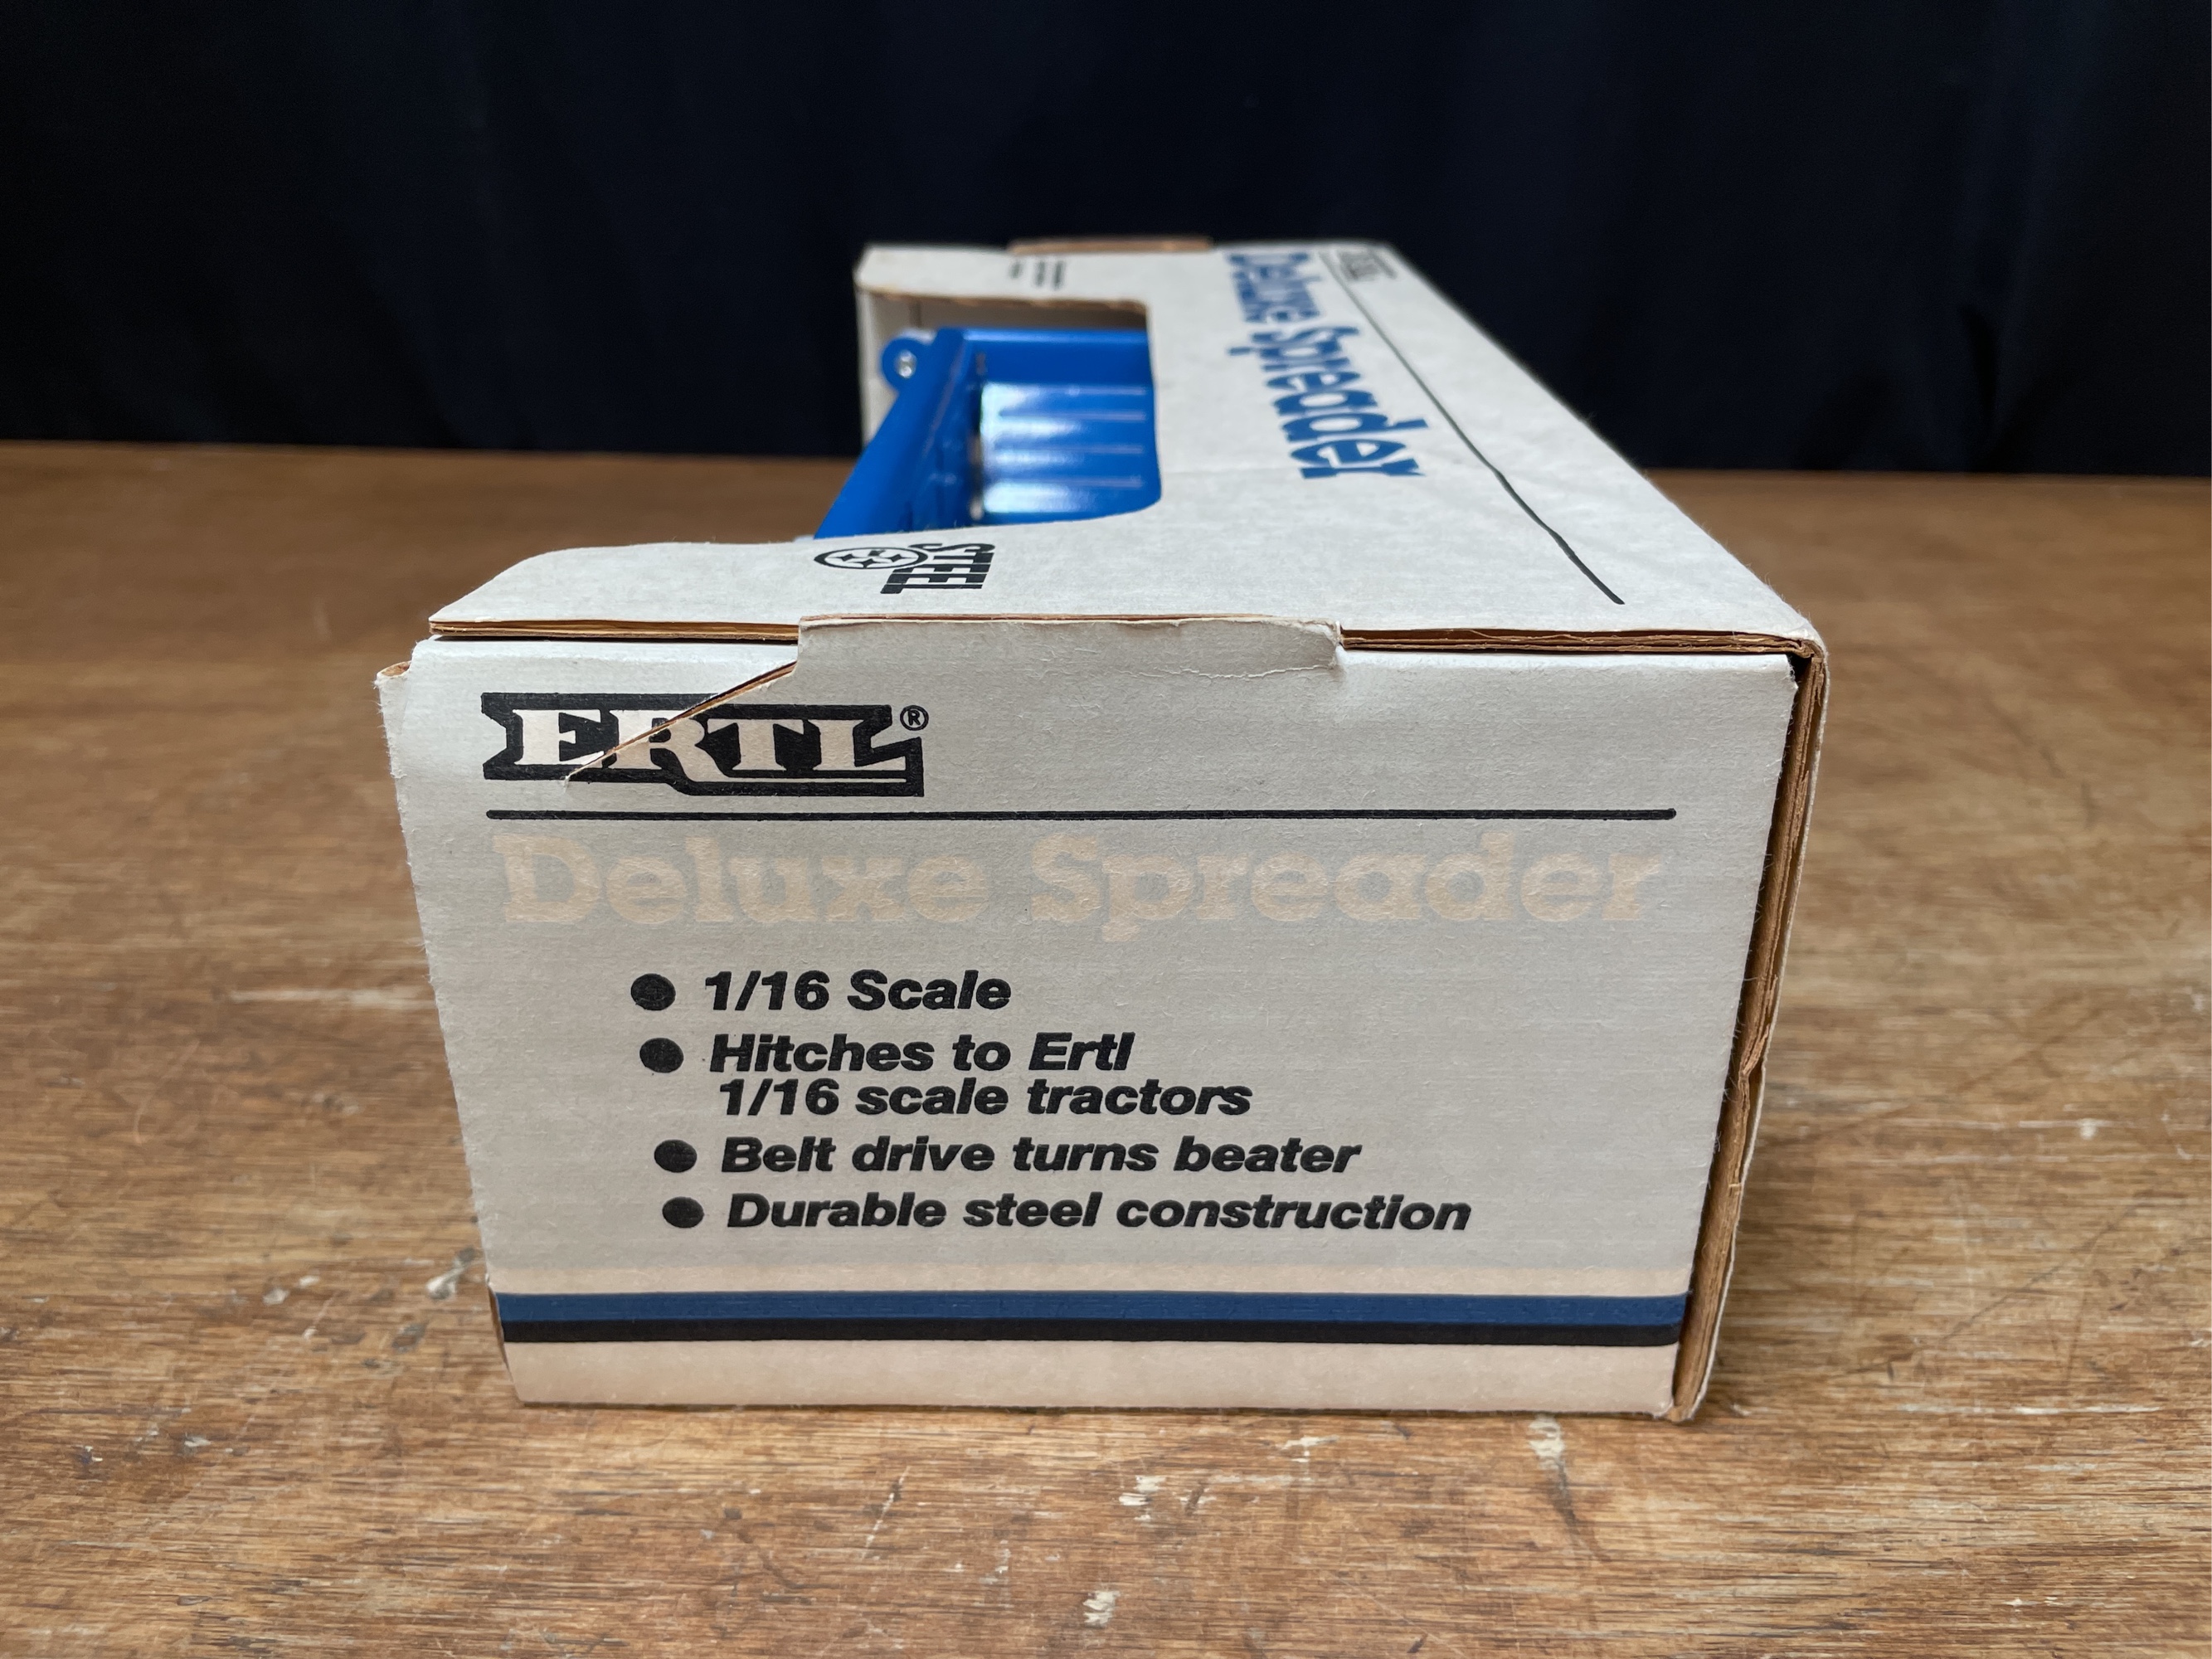 Deluxe Spreader
STEEL
ERTL®
Deluxe Spreader
● 1/16 Scale
● Hitches to Ertl
1/16 scale tractors
● Belt drive turns beater
● Durable steel construction